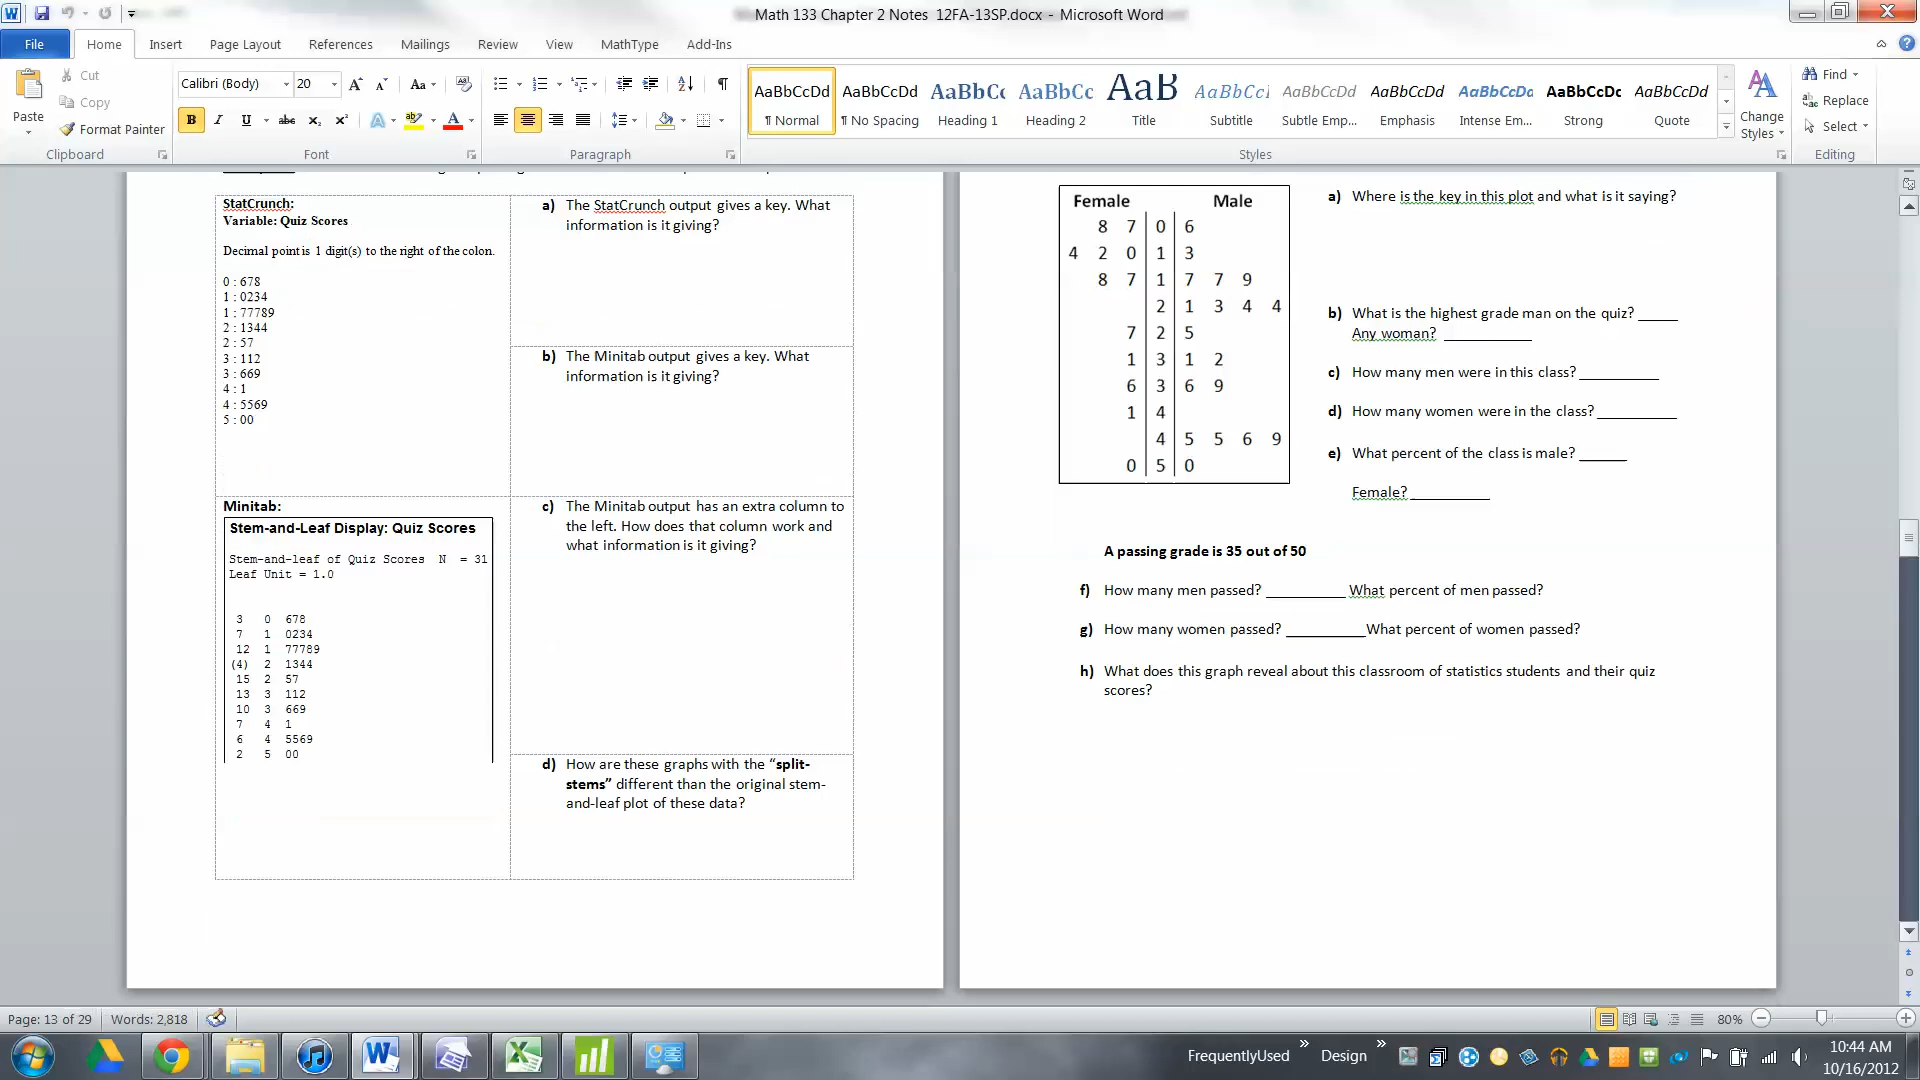 Math 133 Chapter 2 Notes 12FA-13SP.docx - Microsoft Word
File Home Insert Page Layout References Mailings Review View MathType Add-Ins
Paste
Cut
Copy
Format Painter
Clipboard
Calibri (Body) 20
Font
Paragraph
AaBbCcDd AaBbCcDd AaBbCc AaBbCc AaB AaBbCcI AaBbCcDd AaBbCcDd AaBbCcDd AaBbCcDc AaBbCcDd
¶ Normal ¶ No Spacing Heading 1 Heading 2 Title Subtitle Subtle Emp... Emphasis Intense Em... Strong Quote
Styles
Change
Styles
Find
Replace
Select
Editing
StatCrunch:
Variable: Quiz Scores
Decimal point is 1 digit(s) to the right of the colon.
0 : 678
1 : 0234
1 : 77789
2 : 1344
2 : 57
3 : 112
3 : 669
4 : 1
4 : 5569
5 : 00
a) The StatCrunch output gives a key. What
information is it giving?
b) The Minitab output gives a key. What
information is it giving?
Minitab:
Stem-and-Leaf Display: Quiz Scores
Stem-and-leaf of Quiz Scores N = 31
Leaf Unit = 1.0
3 0 678
7 1 0234
12 1 77789
(4) 2 1344
15 2 57
13 3 112
10 3 669
7 4 1
6 4 5569
2 5 00
c) The Minitab output has an extra column to
the left. How does that column work and
what information is it giving?
d) How are these graphs with the “split-
stems” different than the original stem-
and-leaf plot of these data?
Female Male
8 7 0 6
4 2 0 1 3
8 7 1 7 7 9
2 1 3 4 4
7 2 5
1 3 1 2
6 3 6 9
1 4
4 5 5 6 9
0 5 0
a) Where is the key in this plot and what is it saying?
b) What is the highest grade man on the quiz? _____
Any woman? ___________
c) How many men were in this class? __________
d) How many women were in the class? __________
e) What percent of the class is male? ______
Female? __________
A passing grade is 35 out of 50
f) How many men passed? __________ What percent of men passed?
g) How many women passed? __________What percent of women passed?
h) What does this graph reveal about this classroom of statistics students and their quiz
scores?
Page: 13 of 29 Words: 2,818 80%
FrequentlyUsed » Design » 10:44 AM
10/16/2012